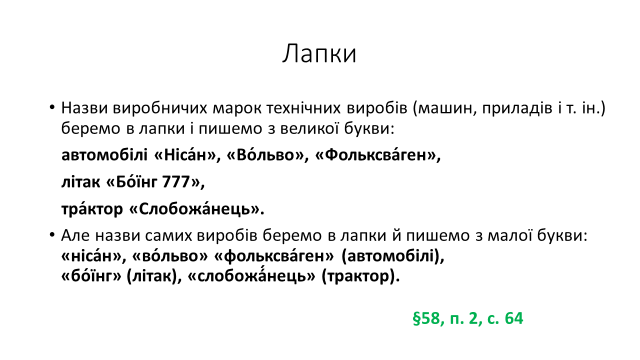 Лапки
• Назви виробничих марок технічних виробів (машин, приладів і т. ін.)
беремо в лапки і пишемо з великої букви:
автомобілі «Ніса́н», «Во́льво», «Фольксва́ген»,
літак «Бо́їнг 777»,
тра́ктор «Слобожа́нець».
• Але назви самих виробів беремо в лапки й пишемо з малої букви:
«ніса́н», «во́льво» «фольксва́ген» (автомобілі),
«бо́їнг» (літак), «слобожа́нець» (трактор).
§58, п. 2, с. 64